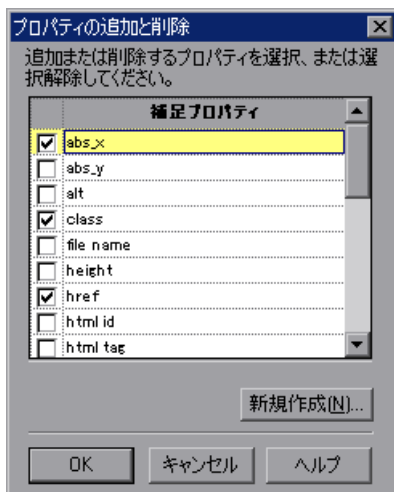 プロパティの追加と削除
追加または削除するプロパティを選択、または選
択解除してください。
補足プロパティ
abs_x
abs_y
alt
class
file name
height
href
html id
html tag
新規作成(N)...
OK
キャンセル
ヘルプ